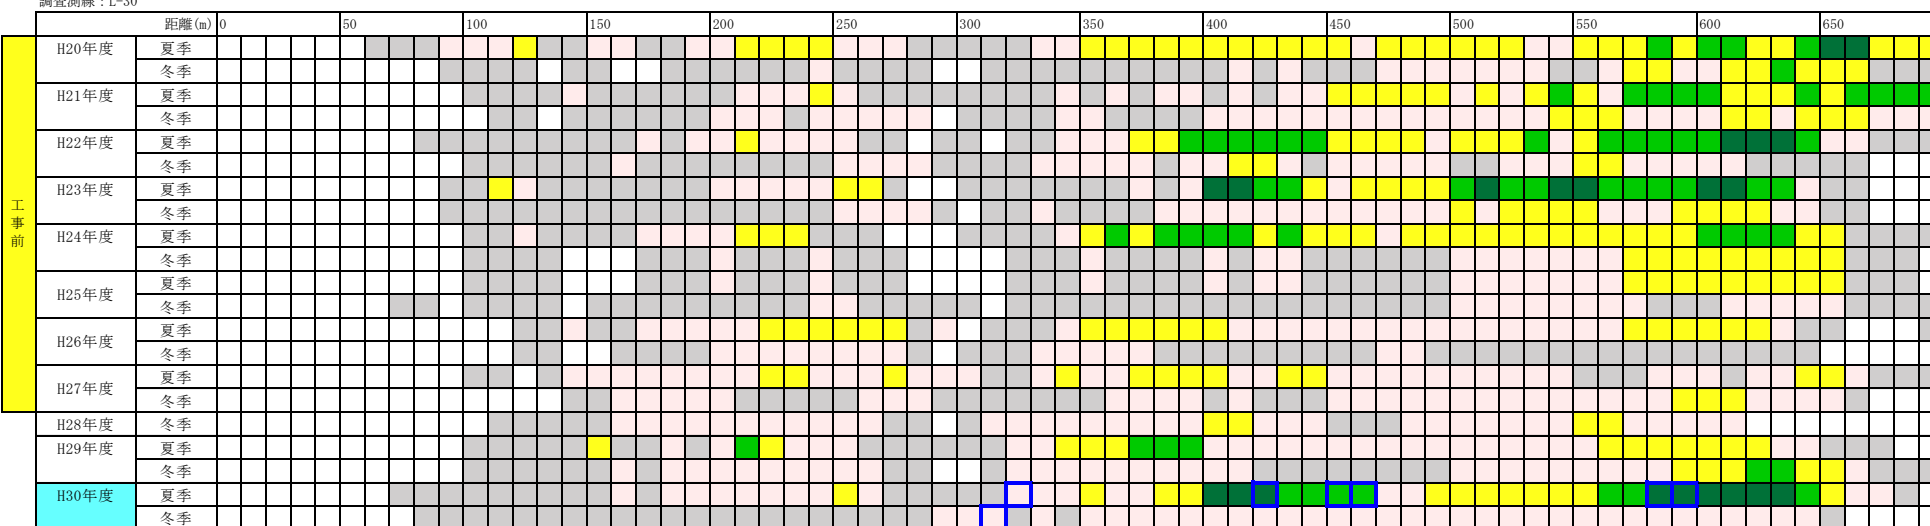 調査測線：L-30
距離(m) 0 50 100 150 200 250 300 350 400 450 500 550 600 650
工事前
H20年度 夏季
冬季
H21年度 夏季
冬季
H22年度 夏季
冬季
H23年度 夏季
冬季
H24年度 夏季
冬季
H25年度 夏季
冬季
H26年度 夏季
冬季
H27年度 夏季
冬季
H28年度 冬季
H29年度 夏季
冬季
H30年度 夏季
冬季